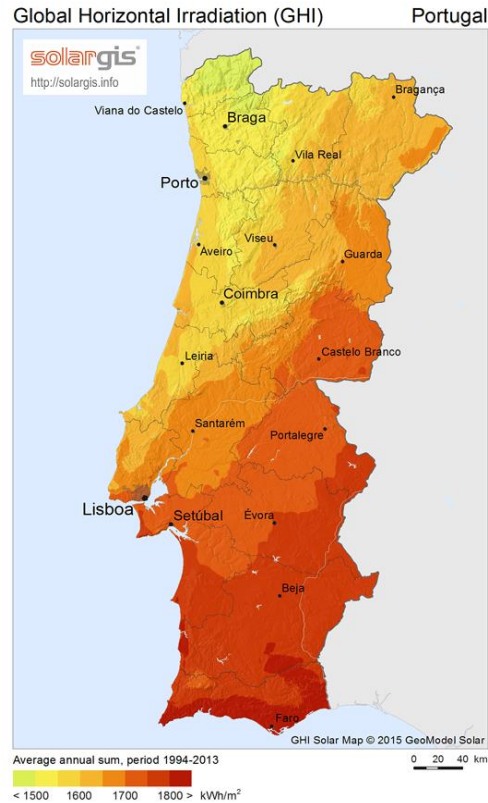 Global Horizontal Irradiation (GHI) Portugal
solargis
http://solargis.info
Bragança
Viana do Castelo
Braga
Vila Real
Porto
Viseu
Aveiro
Guarda
Coimbra
Leiria
Castelo Branco
Santarém
Portalegre
Lisboa
Setúbal
Évora
Beja
Faro
GHI Solar Map © 2015 GeoModel Solar
Average annual sum, period 1994-2013
0 20 40 km
< 1500 1600 1700 1800 > kWh/m²